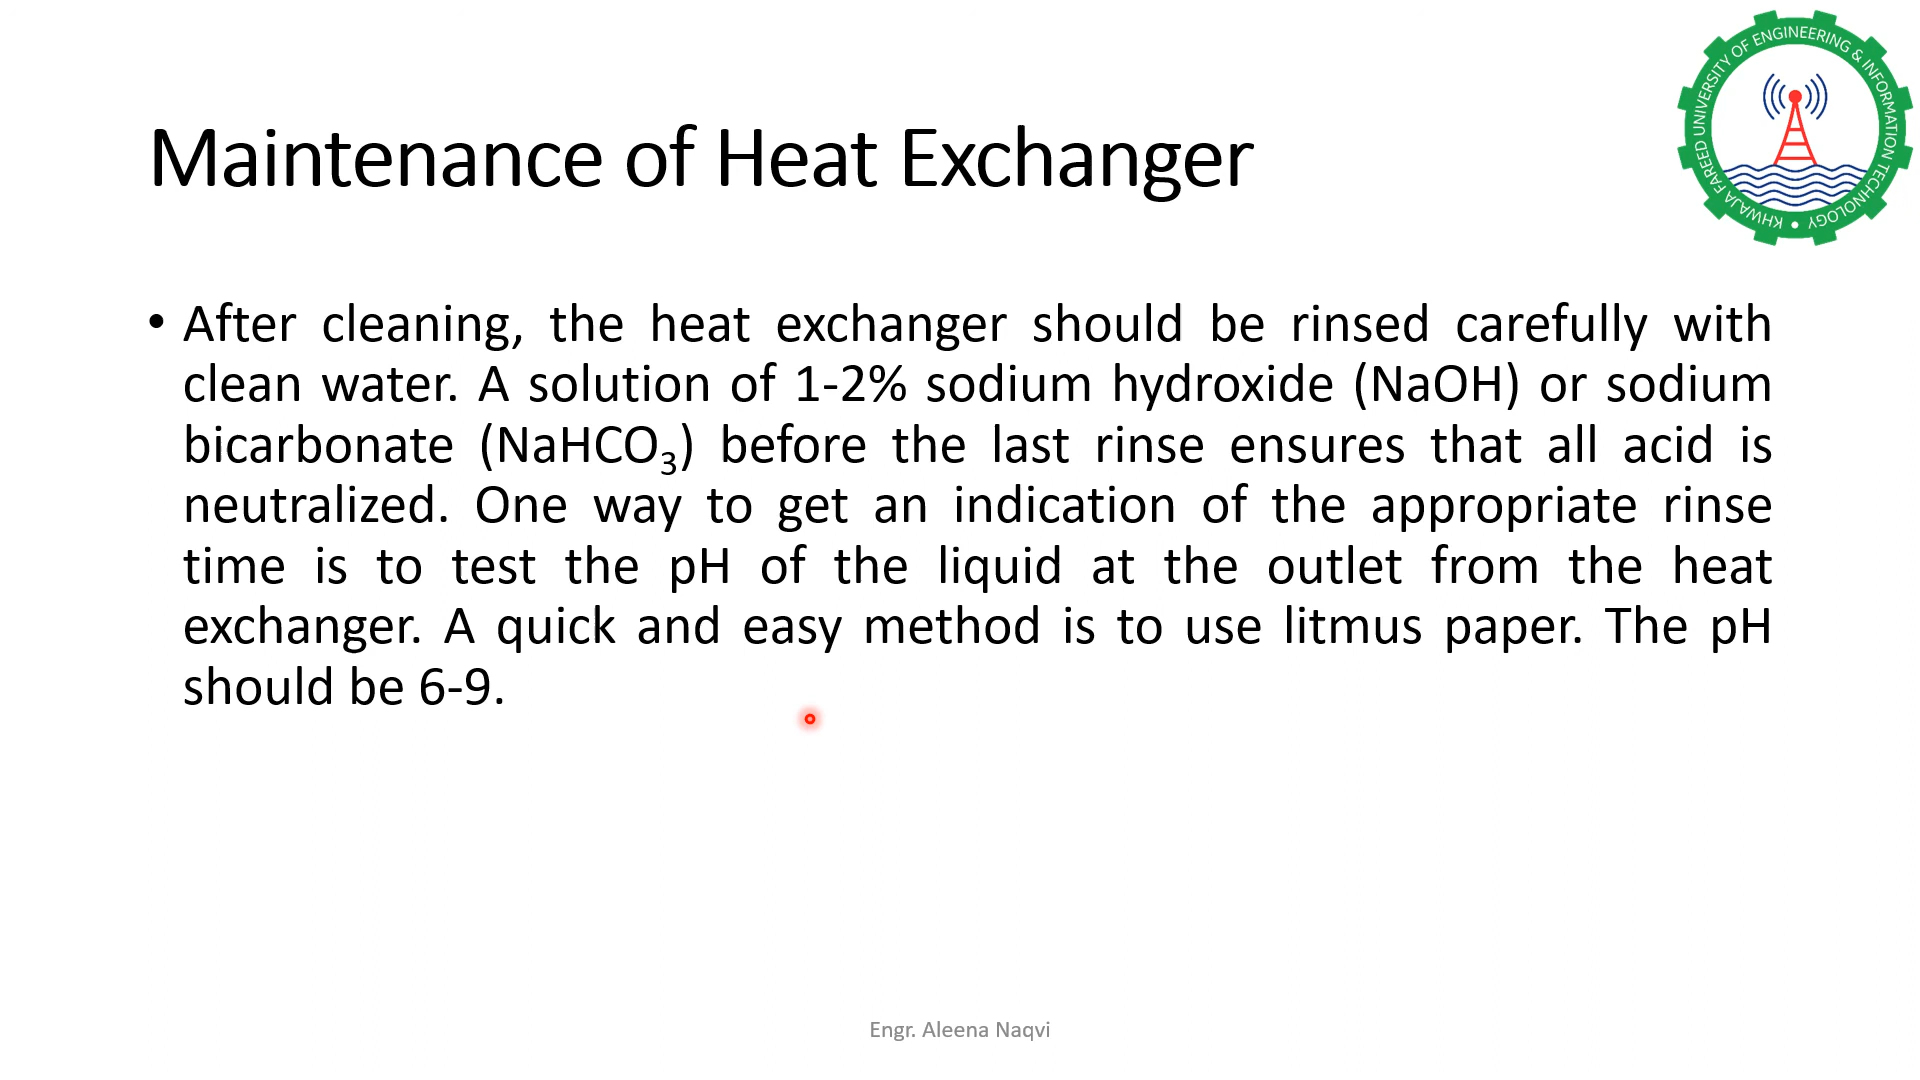 KHWAJA FAREED UNIVERSITY OF ENGINEERING & INFORMATION TECHNOLOGY
Maintenance of Heat Exchanger
• After cleaning, the heat exchanger should be rinsed carefully with
clean water. A solution of 1-2% sodium hydroxide (NaOH) or sodium
bicarbonate (NaHCO₃) before the last rinse ensures that all acid is
neutralized. One way to get an indication of the appropriate rinse
time is to test the pH of the liquid at the outlet from the heat
exchanger. A quick and easy method is to use litmus paper. The pH
should be 6-9.
Engr. Aleena Naqvi